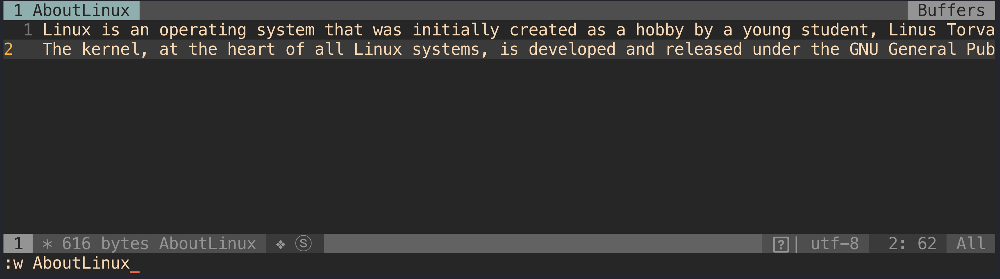 1 AboutLinux Buffers
1 Linux is an operating system that was initially created as a hobby by a young student, Linus Torva
2 The kernel, at the heart of all Linux systems, is developed and released under the GNU General Pub
1 * 616 bytes AboutLinux ❖ Ⓢ ?| utf-8 2: 62 All
:w AboutLinux_